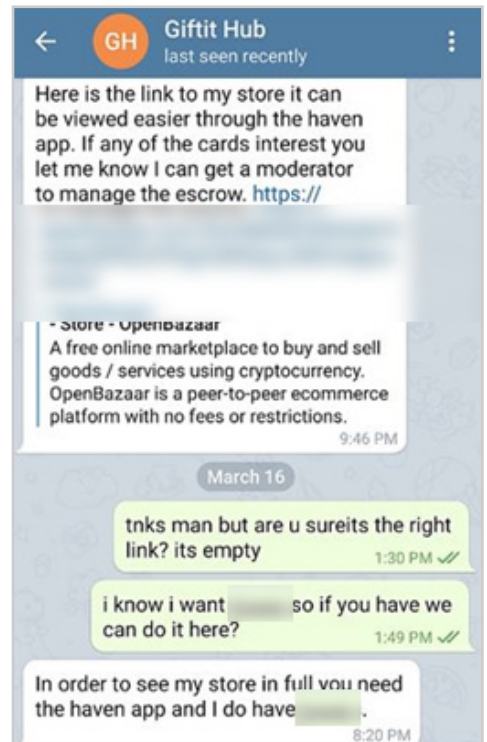 GH
Giftit Hub
last seen recently
Here is the link to my store it can
be viewed easier through the haven
app. If any of the cards interest you
let me know I can get a moderator
to manage the escrow. https://
- Store - OpenBazaar
A free online marketplace to buy and sell
goods / services using cryptocurrency.
OpenBazaar is a peer-to-peer ecommerce
platform with no fees or restrictions.
9:46 PM
March 16
tnks man but are u sureits the right
link? its empty
1:30 PM
i know i want so if you have we
can do it here?
1:49 PM
In order to see my store in full you need
the haven app and I do have .
8:20 PM